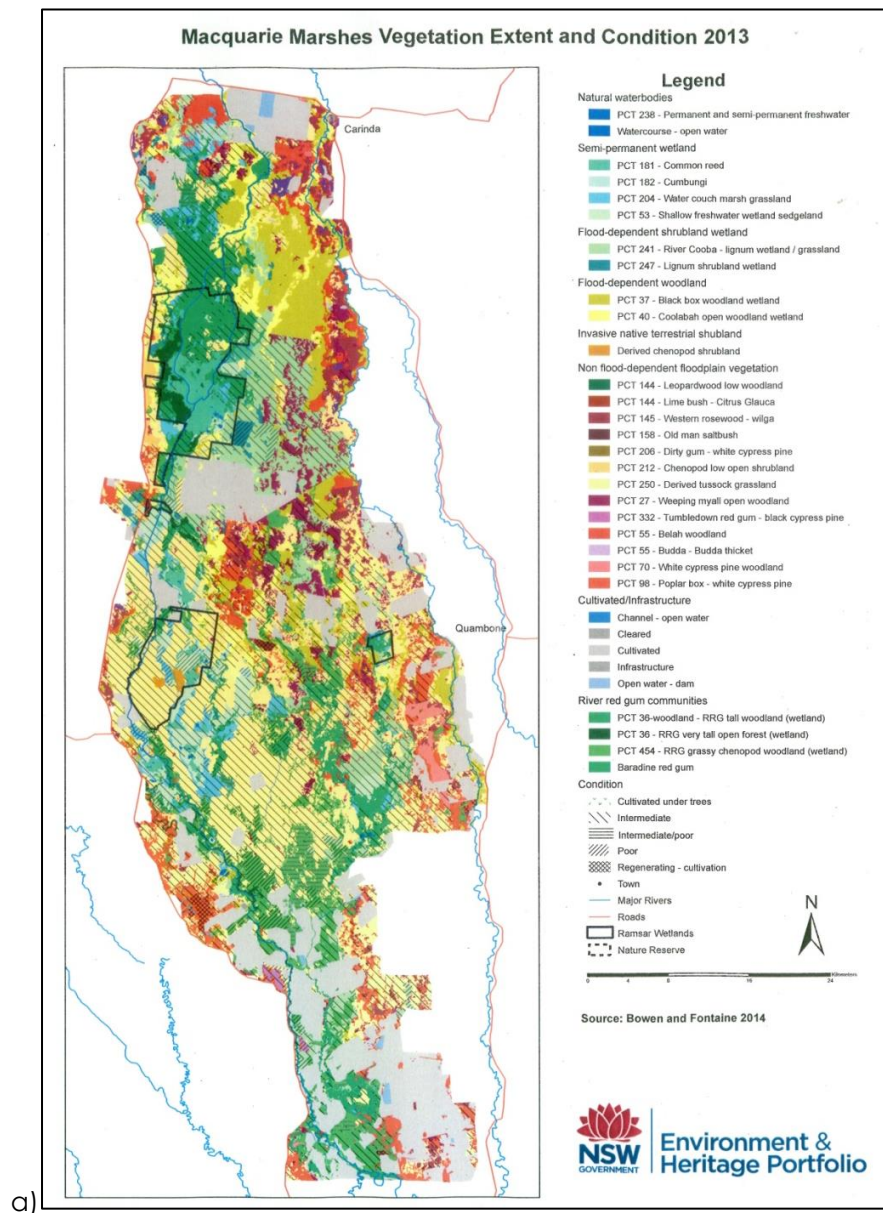 Macquarie Marshes Vegetation Extent and Condition 2013
Carinda
Quambone
Legend
Natural waterbodies
PCT 238 - Permanent and semi-permanent freshwater
Watercourse - open water
Semi-permanent wetland
PCT 181 - Common reed
PCT 182 - Cumbungi
PCT 204 - Water couch marsh grassland
PCT 53 - Shallow freshwater wetland sedgeland
Flood-dependent shrubland wetland
PCT 241 - River Cooba - lignum wetland / grassland
PCT 247 - Lignum shrubland wetland
Flood-dependent woodland
PCT 37 - Black box woodland wetland
PCT 40 - Coolabah open woodland wetland
Invasive native terrestrial shubland
Derived chenopod shrubland
Non flood-dependent floodplain vegetation
PCT 144 - Leopardwood low woodland
PCT 144 - Lime bush - Citrus Glauca
PCT 145 - Western rosewood - wilga
PCT 158 - Old man saltbush
PCT 206 - Dirty gum - white cypress pine
PCT 212 - Chenopod low open shrubland
PCT 250 - Derived tussock grassland
PCT 27 - Weeping myall open woodland
PCT 332 - Tumbledown red gum - black cypress pine
PCT 55 - Belah woodland
PCT 55 - Budda - Budda thicket
PCT 70 - White cypress pine woodland
PCT 98 - Poplar box - white cypress pine
Cultivated/Infrastructure
Channel - open water
Cleared
Cultivated
Infrastructure
Open water - dam
River red gum communities
PCT 36-woodland - RRG tall woodland (wetland)
PCT 36 - RRG very tall open forest (wetland)
PCT 454 - RRG grassy chenopod woodland (wetland)
Baradine red gum
Condition
Cultivated under trees
Intermediate
Intermediate/poor
Poor
Regenerating - cultivation
Town
Major Rivers
Roads
Ramsar Wetlands
Nature Reserve
N
Kilometers
0 4 8 16 24
Source: Bowen and Fontaine 2014
NSW
GOVERNMENT
Environment &
Heritage Portfolio
a)